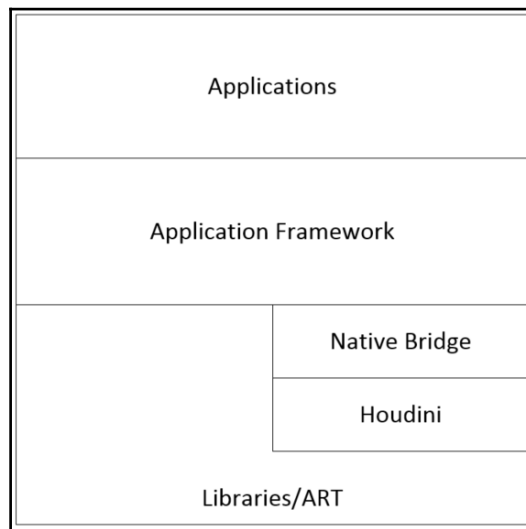 Applications
Application Framework
Native Bridge
Houdini
Libraries/ART